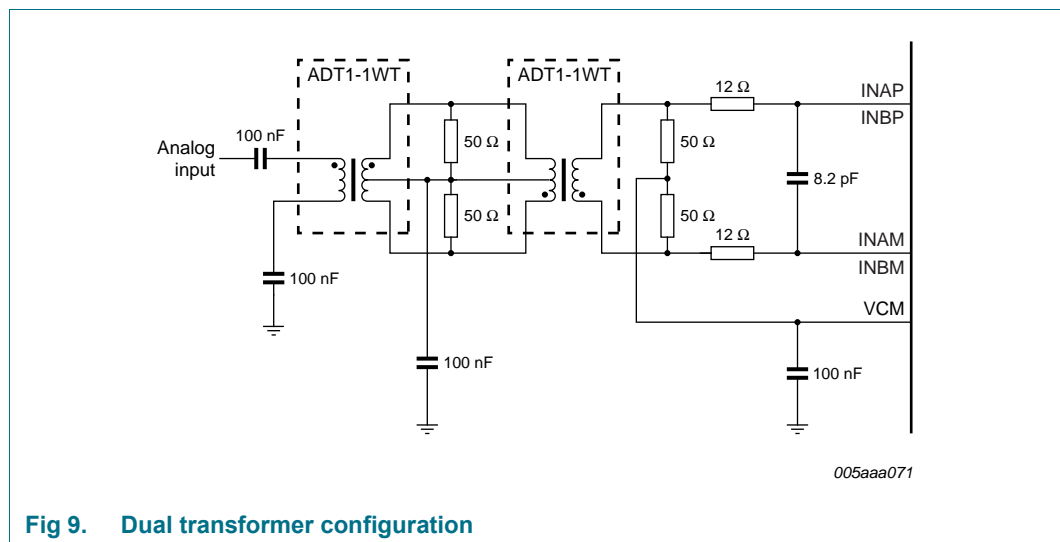 ADT1-1WT
ADT1-1WT
12 Ω
INAP
INBP
100 nF
Analog
input
50 Ω
50 Ω
8.2 pF
50 Ω
50 Ω
12 Ω
INAM
INBM
100 nF
VCM
100 nF
100 nF
005aaa071
Fig 9. Dual transformer configuration